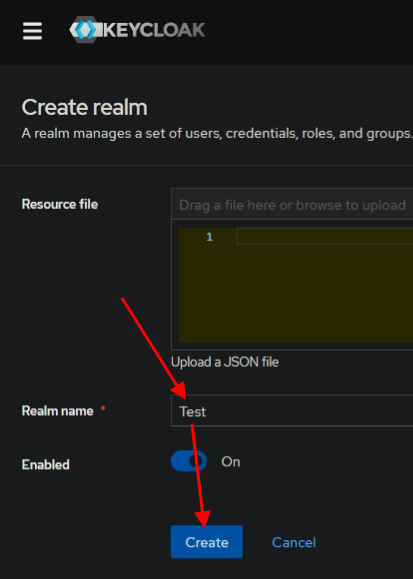 KEYCLOAK
Create realm
A realm manages a set of users, credentials, roles, and groups.
Resource file
Drag a file here or browse to upload
1
Upload a JSON file
Realm name *
Test
Enabled
On
Create
Cancel